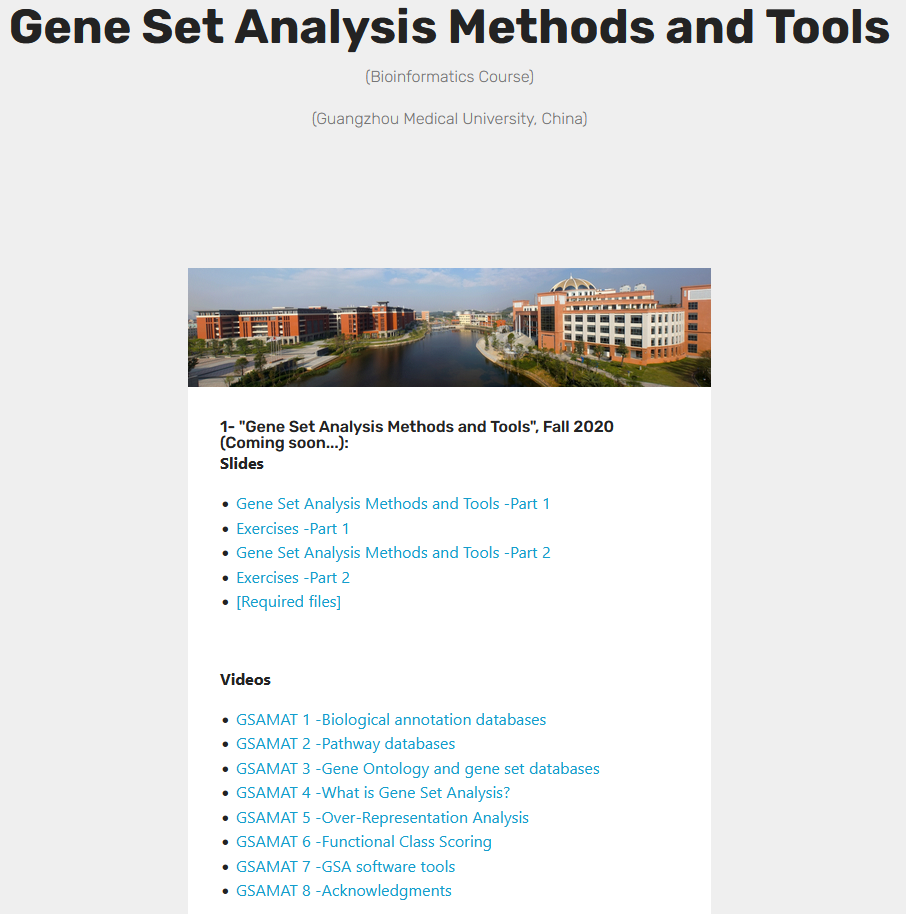 Gene Set Analysis Methods and Tools
(Bioinformatics Course)
(Guangzhou Medical University, China)
1- "Gene Set Analysis Methods and Tools", Fall 2020
(Coming soon...):
Slides
• Gene Set Analysis Methods and Tools -Part 1
• Exercises -Part 1
• Gene Set Analysis Methods and Tools -Part 2
• Exercises -Part 2
• [Required files]
Videos
• GSAMAT 1 -Biological annotation databases
• GSAMAT 2 -Pathway databases
• GSAMAT 3 -Gene Ontology and gene set databases
• GSAMAT 4 -What is Gene Set Analysis?
• GSAMAT 5 -Over-Representation Analysis
• GSAMAT 6 -Functional Class Scoring
• GSAMAT 7 -GSA software tools
• GSAMAT 8 -Acknowledgments